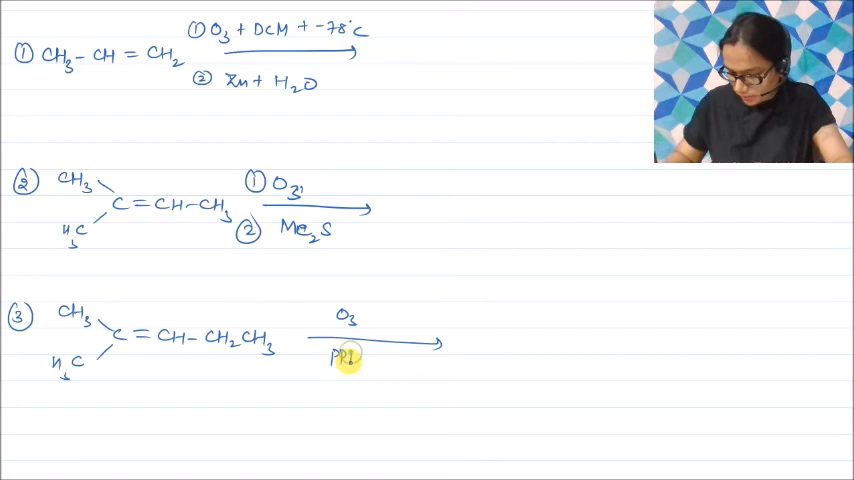 ① O₃ + DCM + -78°C
① CH₃ - CH = CH₂
② Zn + H₂O
② CH₃
① O₃,
C = CH - CH₃
H₃C
② Me₂S
③ CH₃
O₃
C = CH - CH₂CH₃
H₃C